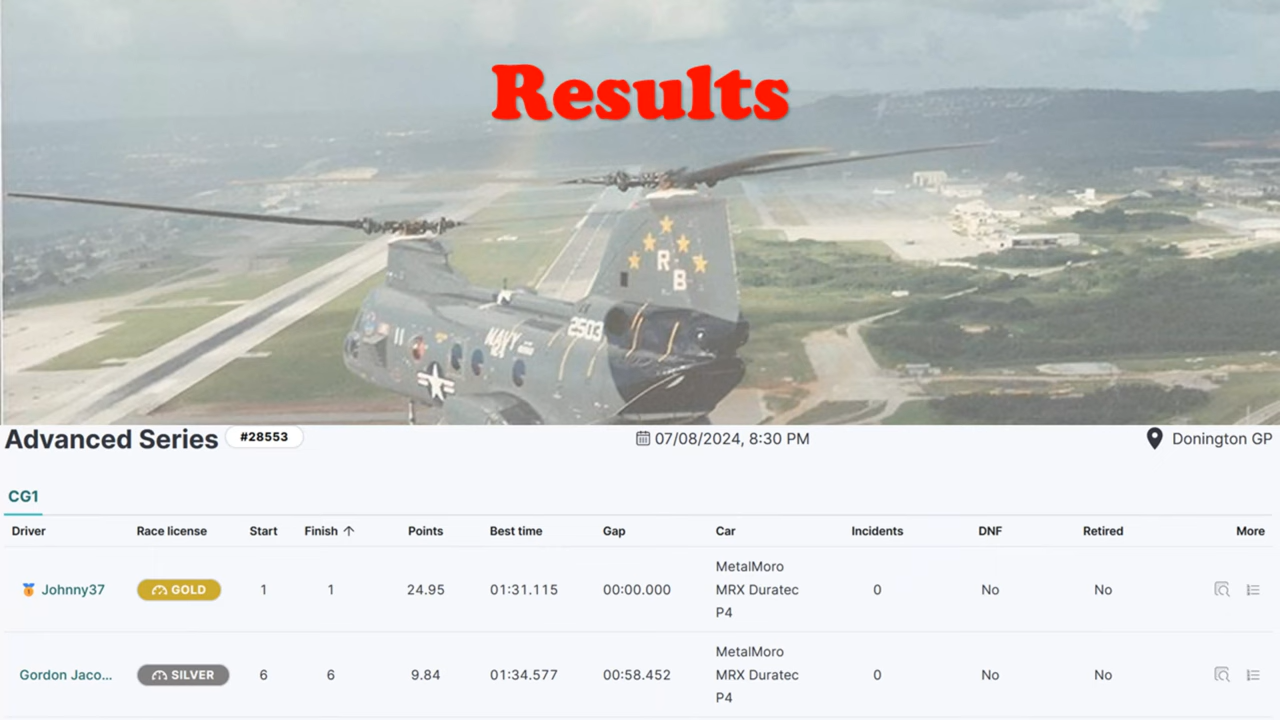 Results
R B
11 NAVY 2503
Advanced Series #28553 07/08/2024, 8:30 PM Donington GP
CG1
Driver Race license Start Finish ↑ Points Best time Gap Car Incidents DNF Retired More
Johnny37 GOLD 1 1 24.95 01:31.115 00:00.000 MetalMoro MRX Duratec P4 0 No No
Gordon Jaco... SILVER 6 6 9.84 01:34.577 00:58.452 MetalMoro MRX Duratec P4 0 No No